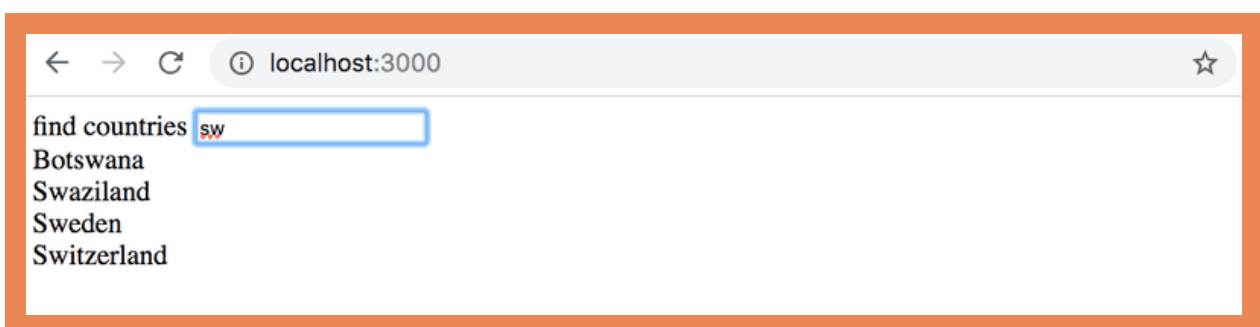 localhost:3000
find countries sw
Botswana
Swaziland
Sweden
Switzerland